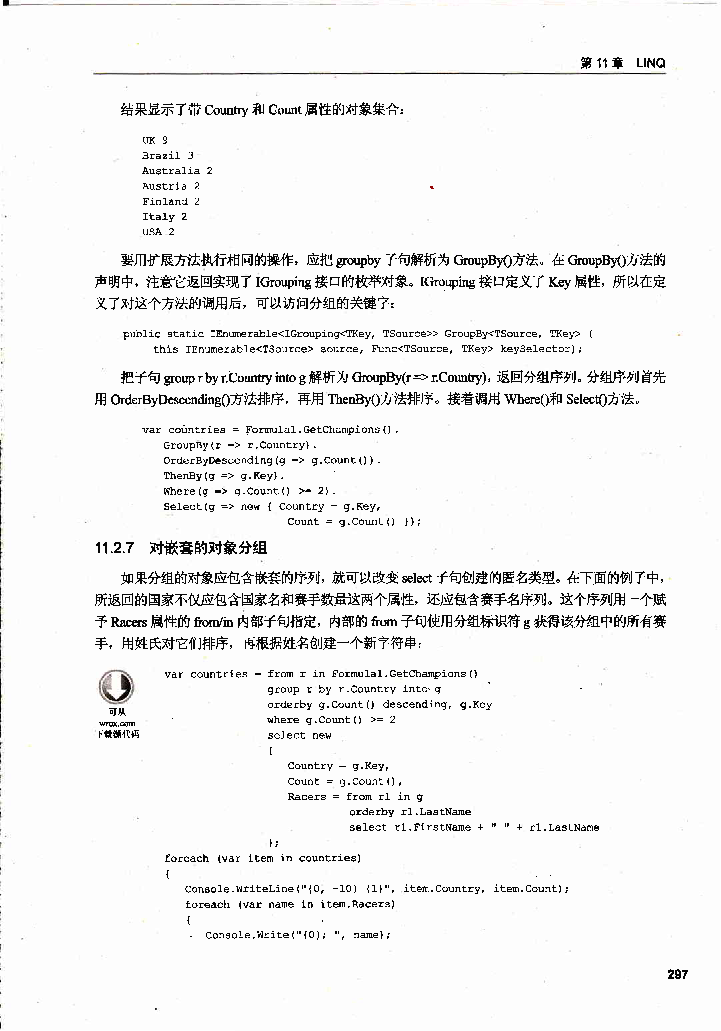 第11章 LINQ
结果显示了带 Country 和 Count 属性的对象集合：
UK 9
Brazil 3
Australia 2
Austria 2
Finland 2
Italy 2
USA 2
要用扩展方法执行相同的操作，应把 groupby 子句解析为 GroupBy()方法。在 GroupBy()方法的
声明中，注意它返回实现了 IGrouping 接口的枚举对象。IGrouping 接口定义了 Key 属性，所以在定
义了对这个方法的调用后，可以访问分组的关键字：
public static IEnumerable<IGrouping<TKey, TSource>> GroupBy<TSource, TKey> (
this IEnumerable<TSource> source, Func<TSource, TKey> keySelector);
把子句 group r by r.Country into g 解析为 GroupBy(r => r.Country)，返回分组序列。分组序列首先
用 OrderByDescending()方法排序，再用 ThenBy()方法排序。接着调用 Where()和 Select()方法。
var countries = Formula1.GetChampions().
GroupBy(r => r.Country).
OrderByDescending(g => g.Count()).
ThenBy(g => g.Key).
Where(g => g.Count() >= 2).
Select(g => new { Country = g.Key,
Count = g.Count() });
11.2.7 对嵌套的对象分组
如果分组的对象应包含嵌套的序列，就可以改变 select 子句创建的匿名类型。在下面的例子中，
所返回的国家不仅应包含国家名和赛手数量这两个属性，还应包含赛手名序列。这个序列用一个赋
予 Racers 属性的 from/in 内部子句指定，内部的 from 子句使用分组标识符 g 获得该分组中的所有赛
手，用姓氏对它们排序，再根据姓名创建一个新字符串：
可从
wrox.com
下载源代码
var countries = from r in Formula1.GetChampions()
group r by r.Country into g
orderby g.Count() descending, g.Key
where g.Count() >= 2
select new
{
Country = g.Key,
Count = g.Count(),
Racers = from r1 in g
orderby r1.LastName
select r1.FirstName + " " + r1.LastName
};
foreach (var item in countries)
{
Console.WriteLine("{0, -10} {1}", item.Country, item.Count);
foreach (var name in item.Racers)
{
Console.Write("{0}; ", name);
297